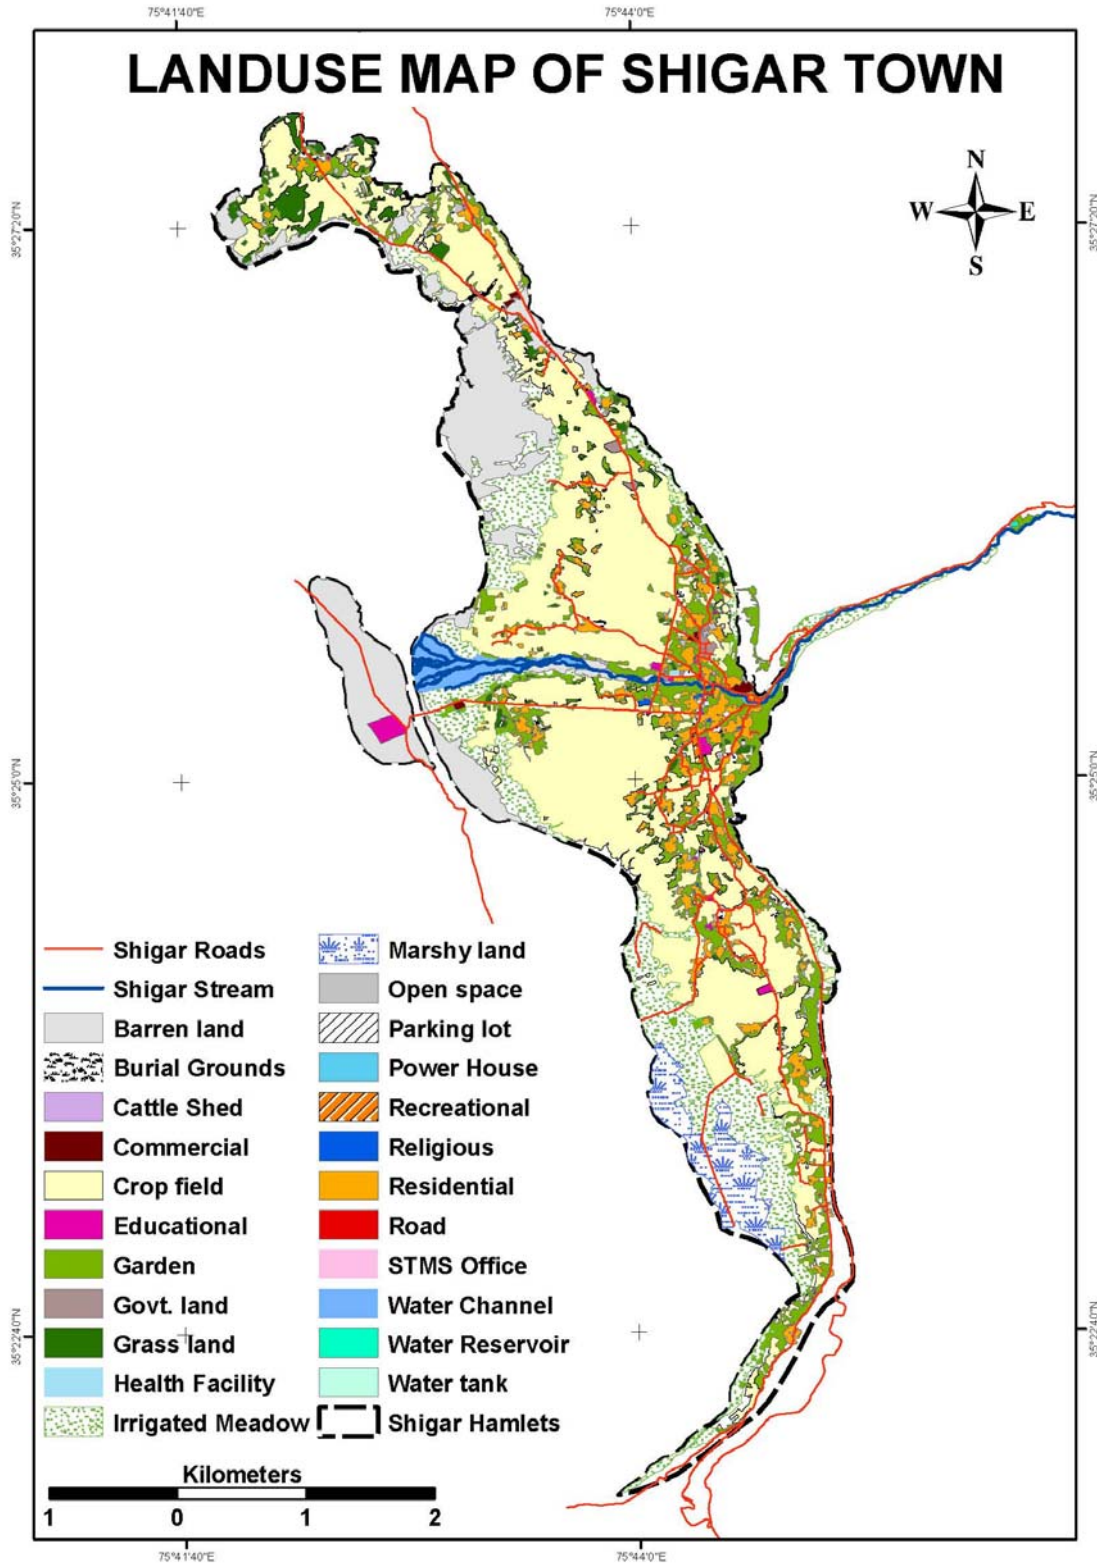 75°41'40"E
75°44'0"E
LANDUSE MAP OF SHIGAR TOWN
N
W E
S
35°27'20"N
35°27'20"N
35°25'0"N
35°25'0"N
35°22'40"N
35°22'40"N
Shigar Roads
Shigar Stream
Barren land
Burial Grounds
Cattle Shed
Commercial
Crop field
Educational
Garden
Govt. land
Grass land
Health Facility
Irrigated Meadow
Marshy land
Open space
Parking lot
Power House
Recreational
Religious
Residential
Road
STMS Office
Water Channel
Water Reservoir
Water tank
Shigar Hamlets
Kilometers
1 0 1 2
75°41'40"E
75°44'0"E